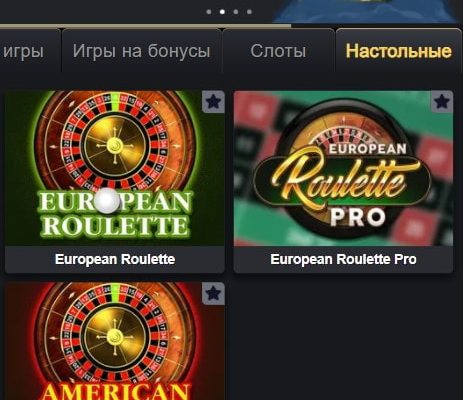 игры
Игры на бонусы
Слоты
Настольные
EUROPEAN
ROULETTE
EUROPEAN
Roulette
PRO
European Roulette
European Roulette Pro
AMERICAN